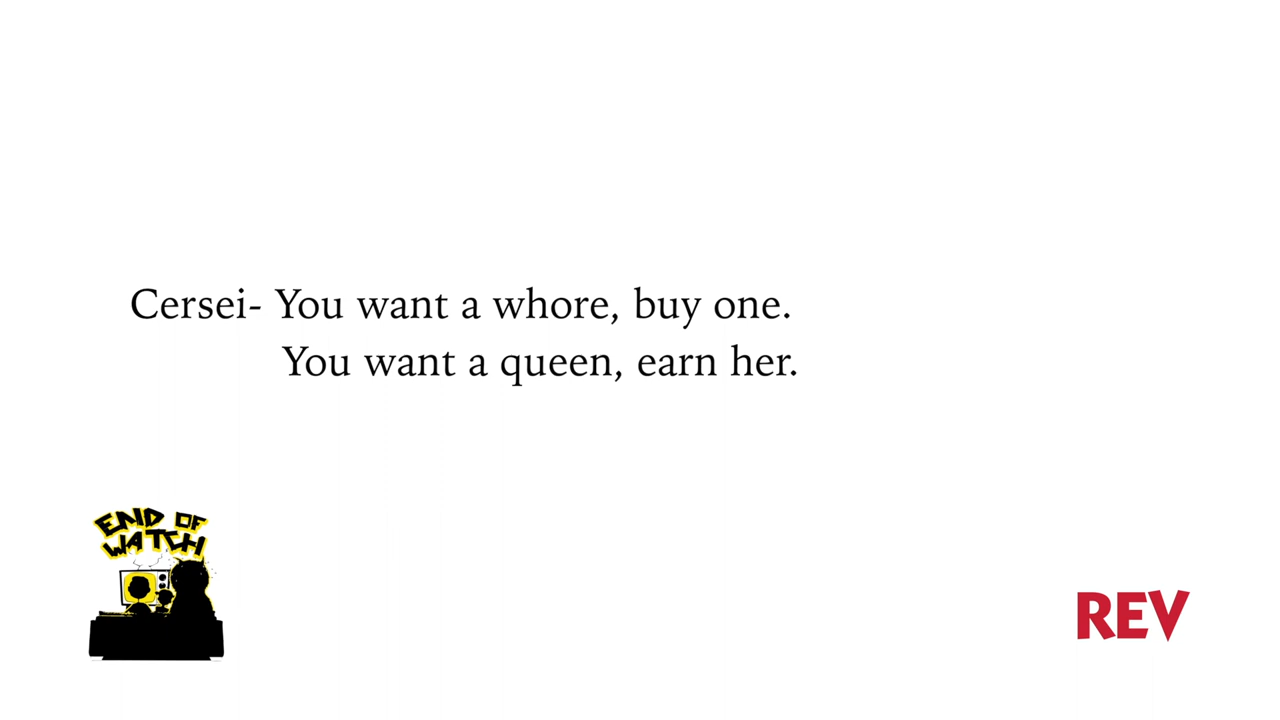 Cersei- You want a whore, buy one.
You want a queen, earn her.
END OF
WATCH
REV